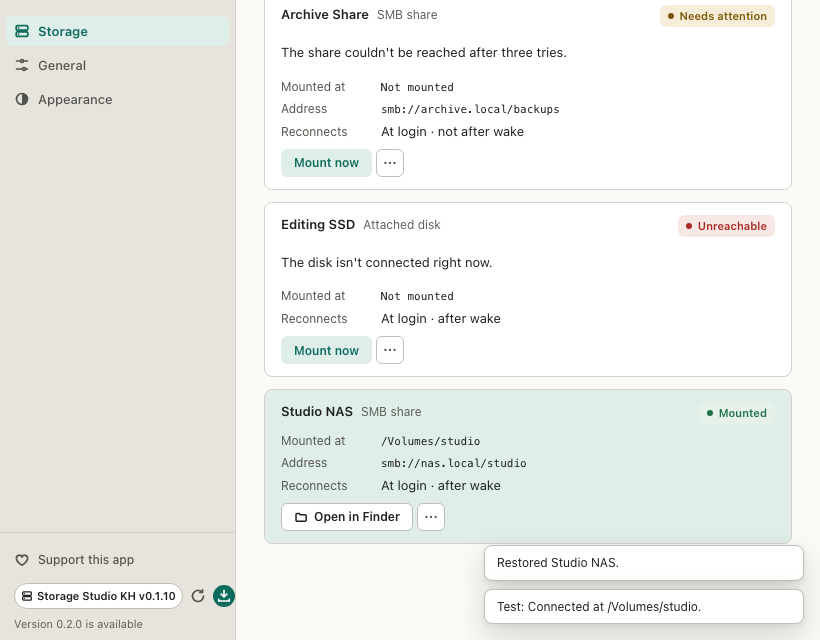 Storage
General
Appearance
Support this app
Storage Studio KH v0.1.10
Version 0.2.0 is available
Archive Share SMB share
Needs attention
The share couldn't be reached after three tries.
Mounted at Not mounted
Address smb://archive.local/backups
Reconnects At login · not after wake
Mount now
Editing SSD Attached disk
Unreachable
The disk isn't connected right now.
Mounted at Not mounted
Reconnects At login · after wake
Mount now
Studio NAS SMB share
Mounted
Mounted at /Volumes/studio
Address smb://nas.local/studio
Reconnects At login · after wake
Open in Finder
Restored Studio NAS.
Test: Connected at /Volumes/studio.